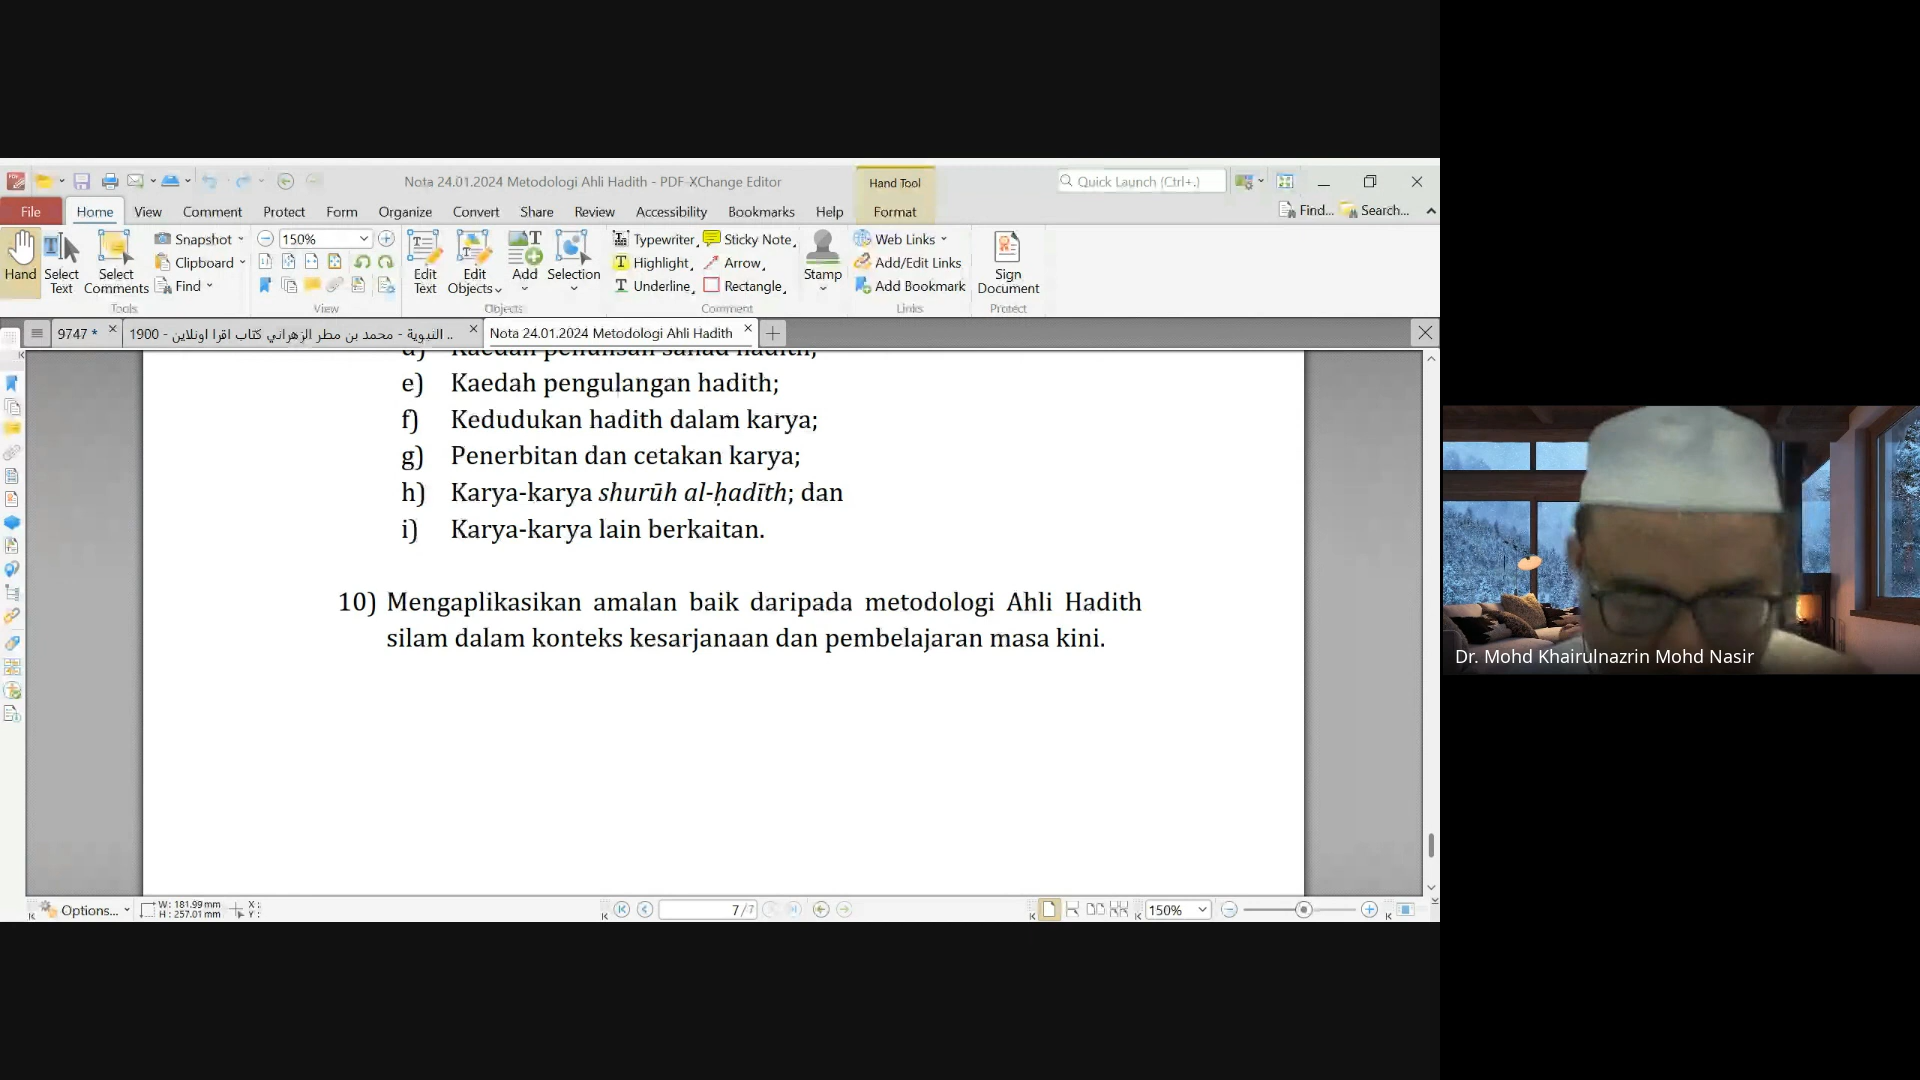 Nota 24.01.2024 Metodologi Ahli Hadith - PDF-XChange Editor
Hand Tool
Quick Launch (Ctrl+.)
File Home View Comment Protect Form Organize Convert Share Review Accessibility Bookmarks Help Format
Find... Search...
Hand
Select Text
Select Comments
Snapshot
Clipboard
Find
Tools
150%
View
Edit Text
Edit Objects
Add
Selection
Objects
Typewriter
Sticky Note
Highlight
Arrow
Underline
Rectangle
Stamp
Comment
Web Links
Add/Edit Links
Add Bookmark
Links
Sign Document
Protect
9747 *
.. النبوية - محمد بن مطر الزهراني كتاب اقرا اونلاين - 1900
Nota 24.01.2024 Metodologi Ahli Hadith
d) Kaedah penulisan sanad hadith;
e) Kaedah pengulangan hadith;
f) Kedudukan hadith dalam karya;
g) Penerbitan dan cetakan karya;
h) Karya-karya shurūh al-ḥadīth; dan
i) Karya-karya lain berkaitan.
10) Mengaplikasikan amalan baik daripada metodologi Ahli Hadith
silam dalam konteks kesarjanaan dan pembelajaran masa kini.
Dr. Mohd Khairulnazrin Mohd Nasir
Options...
W: 181.99 mm
H: 257.01 mm
X:
Y:
7/7
150%